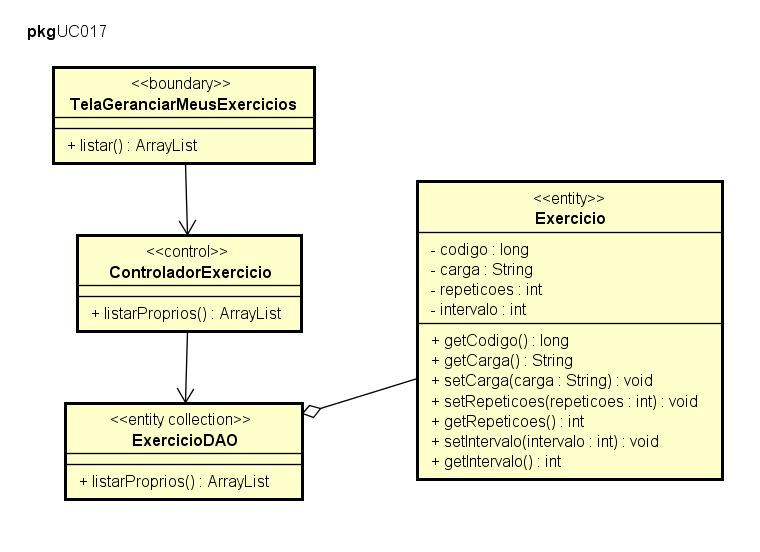 pkgUC017
<<boundary>>
TelaGeranciarMeusExercicios
+ listar() : ArrayList
<<control>>
ControladorExercicio
+ listarProprios() : ArrayList
<<entity collection>>
ExercicioDAO
+ listarProprios() : ArrayList
<<entity>>
Exercicio
- codigo : long
- carga : String
- repeticoes : int
- intervalo : int
+ getCodigo() : long
+ getCarga() : String
+ setCarga(carga : String) : void
+ setRepeticoes(repeticoes : int) : void
+ getRepeticoes() : int
+ setIntervalo(intervalo : int) : void
+ getIntervalo() : int